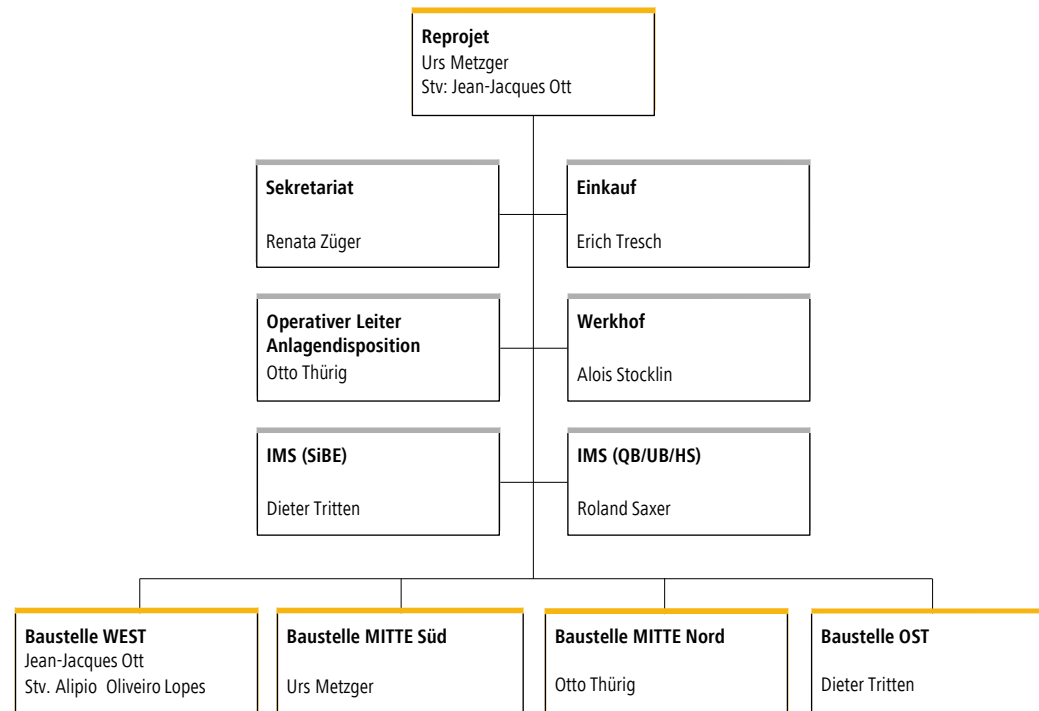 Reprojet
Urs Metzger
Stv: Jean-Jacques Ott
Sekretariat
Renata Züger
Einkauf
Erich Tresch
Operativer Leiter
Anlagendisposition
Otto Thürig
Werkhof
Alois Stocklin
IMS (SiBE)
Dieter Tritten
IMS (QB/UB/HS)
Roland Saxer
Baustelle WEST
Jean-Jacques Ott
Stv. Alipio Oliveiro Lopes
Baustelle MITTE Süd
Urs Metzger
Baustelle MITTE Nord
Otto Thürig
Baustelle OST
Dieter Tritten